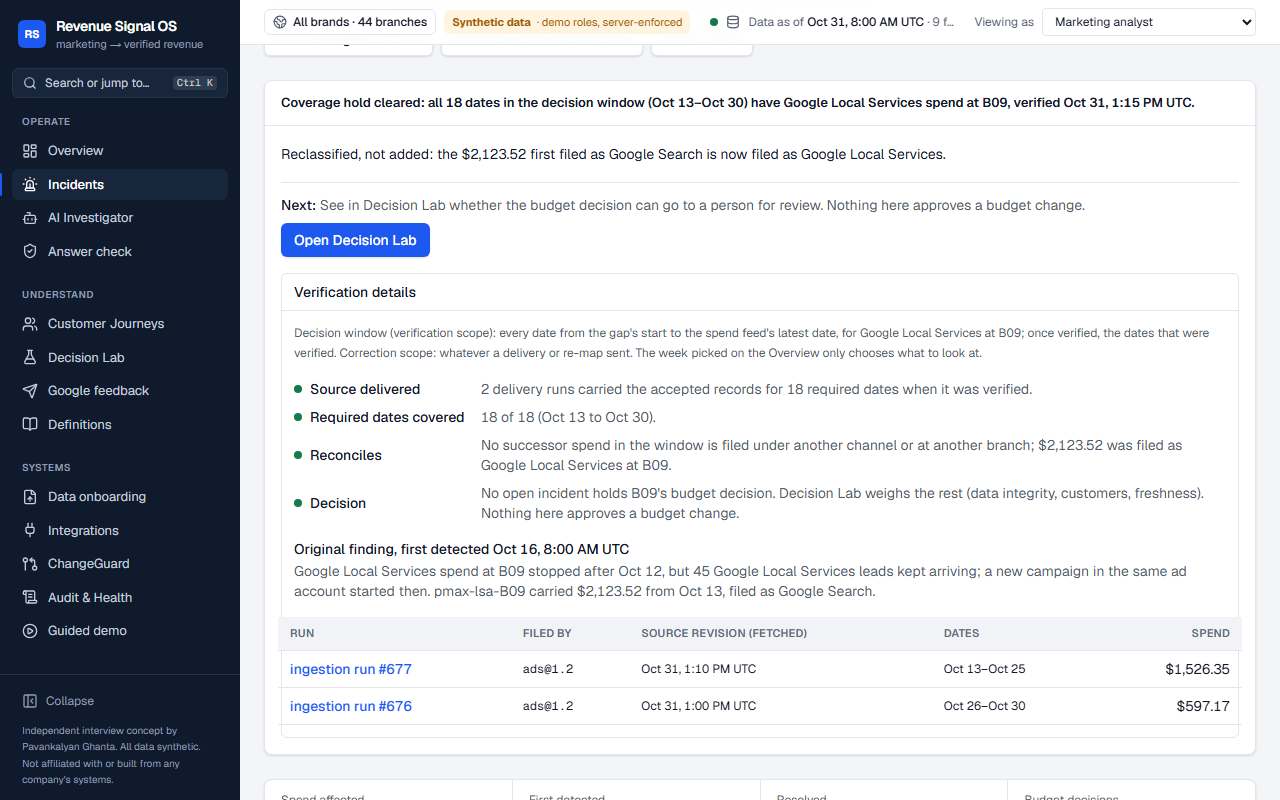 RS
Revenue Signal OS
marketing → verified revenue
Search or jump to...
Ctrl K
OPERATE
Overview
Incidents
AI Investigator
Answer check
UNDERSTAND
Customer Journeys
Decision Lab
Google feedback
Definitions
SYSTEMS
Data onboarding
Integrations
ChangeGuard
Audit & Health
Guided demo
Collapse
Independent interview concept by
Pavankalyan Ghanta. All data synthetic.
Not affiliated with or built from any
company's systems.
All brands · 44 branches
Synthetic data · demo roles, server-enforced
Data as of Oct 31, 8:00 AM UTC · 9 f...
Viewing as
Marketing analyst
Coverage hold cleared: all 18 dates in the decision window (Oct 13–Oct 30) have Google Local Services spend at B09, verified Oct 31, 1:15 PM UTC.
Reclassified, not added: the $2,123.52 first filed as Google Search is now filed as Google Local Services.
Next: See in Decision Lab whether the budget decision can go to a person for review. Nothing here approves a budget change.
Open Decision Lab
Verification details
Decision window (verification scope): every date from the gap's start to the spend feed's latest date, for Google Local Services at B09; once verified, the dates that were
verified. Correction scope: whatever a delivery or re-map sent. The week picked on the Overview only chooses what to look at.
Source delivered
2 delivery runs carried the accepted records for 18 required dates when it was verified.
Required dates covered
18 of 18 (Oct 13 to Oct 30).
Reconciles
No successor spend in the window is filed under another channel or at another branch; $2,123.52 was filed as
Google Local Services at B09.
Decision
No open incident holds B09's budget decision. Decision Lab weighs the rest (data integrity, customers, freshness).
Nothing here approves a budget change.
Original finding, first detected Oct 16, 8:00 AM UTC
Google Local Services spend at B09 stopped after Oct 12, but 45 Google Local Services leads kept arriving; a new campaign in the same ad
account started then. pmax-lsa-B09 carried $2,123.52 from Oct 13, filed as Google Search.
RUN FILED BY SOURCE REVISION (FETCHED) DATES SPEND
ingestion run #677 ads@1.2 Oct 31, 1:10 PM UTC Oct 13–Oct 25 $1,526.35
ingestion run #676 ads@1.2 Oct 31, 1:00 PM UTC Oct 26–Oct 30 $597.17
Spend affected First detected Resolved Budget decisions